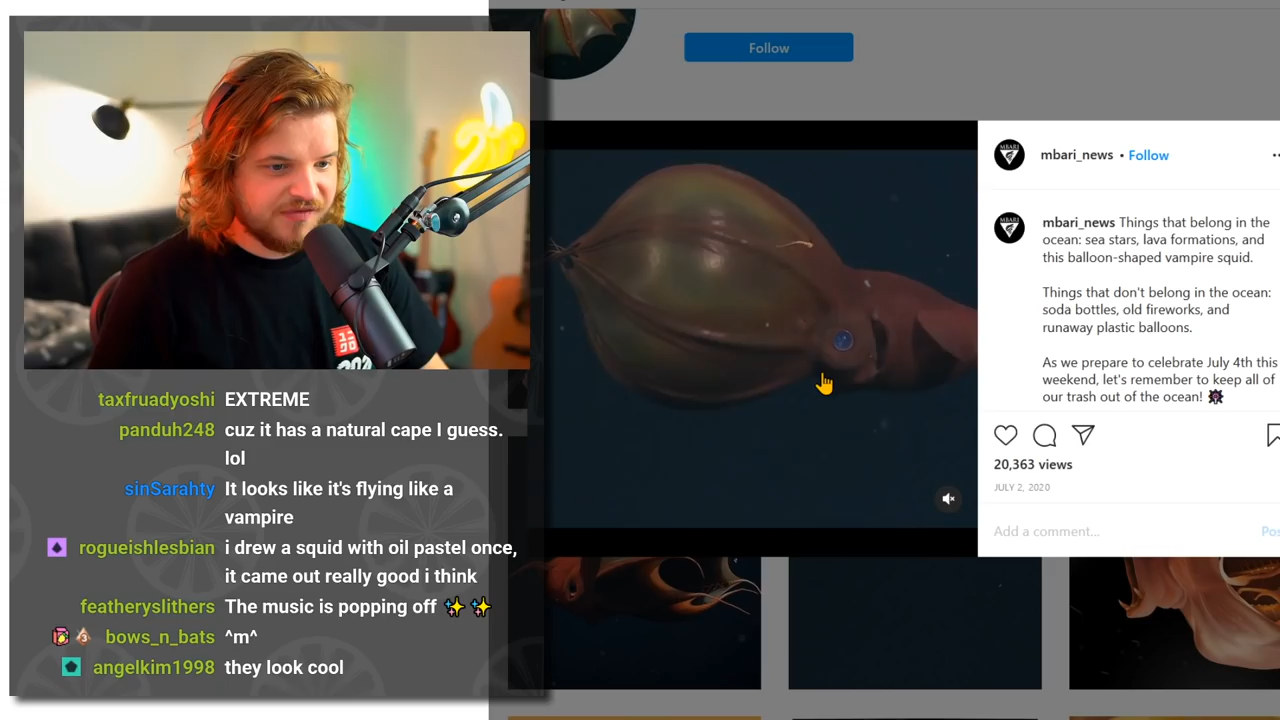 Follow
mbari_news • Follow
mbari_news Things that belong in the
ocean: sea stars, lava formations, and
this balloon-shaped vampire squid.
Things that don't belong in the ocean:
soda bottles, old fireworks, and
runaway plastic balloons.
As we prepare to celebrate July 4th this
weekend, let's remember to keep all of
our trash out of the ocean!
20,363 views
JULY 2, 2020
Add a comment...
Pos
taxfruadyoshi EXTREME
panduh248 cuz it has a natural cape I guess.
lol
sinSarahty It looks like it's flying like a
vampire
rogueishlesbian i drew a squid with oil pastel once,
it came out really good i think
featheryslithers The music is popping off ✨ ✨
bows_n_bats ^m^
angelkim1998 they look cool